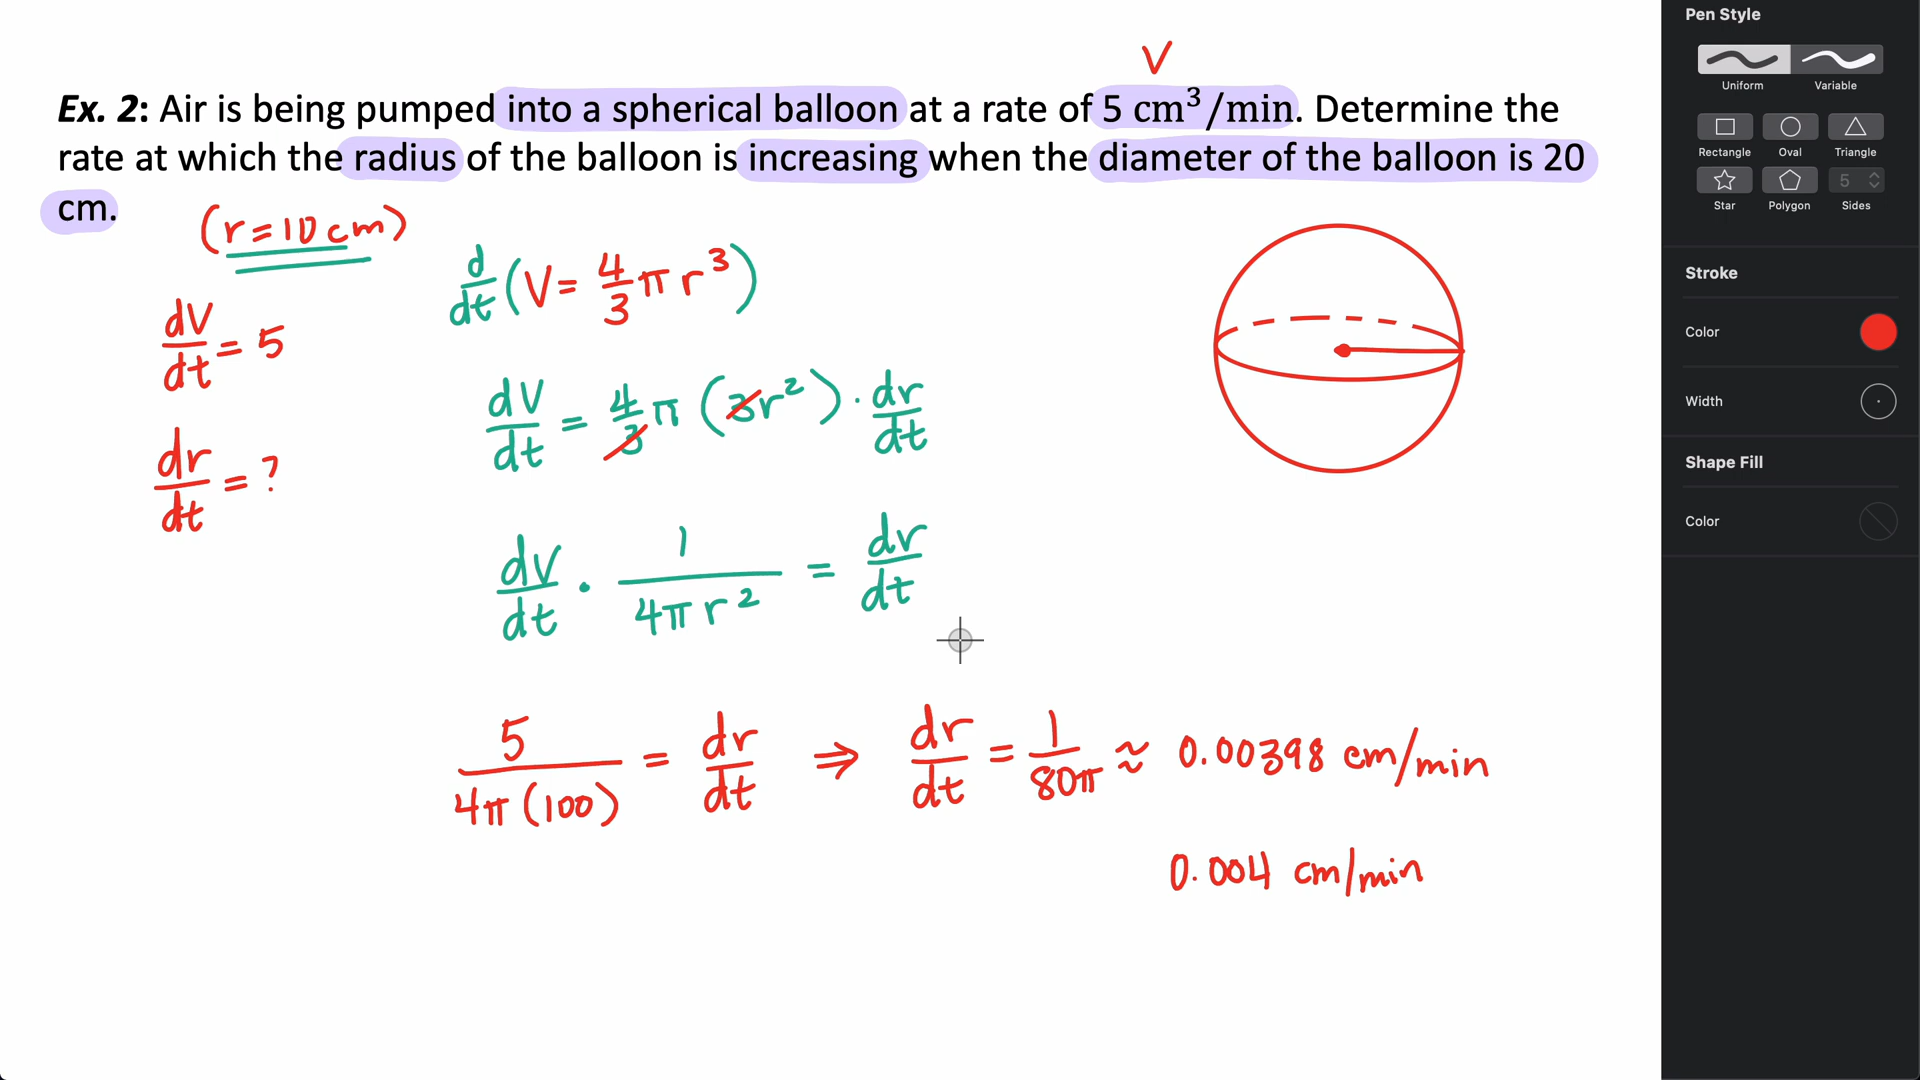 V
Ex. 2: Air is being pumped into a spherical balloon at a rate of 5 cm³/min. Determine the
rate at which the radius of the balloon is increasing when the diameter of the balloon is 20
cm.
(r = 10 cm)
dV/dt = 5
dr/dt = ?
d/dt (V = 4/3 π r³)
dV/dt = 4/3 π (3r²) · dr/dt
dV/dt · 1/4πr² = dr/dt
5/4π(100) = dr/dt ⇒ dr/dt = 1/80π ≈ 0.00398 cm/min
0.004 cm/min
Pen Style
Uniform Variable
Rectangle Oval Triangle
5
Star Polygon Sides
Stroke
Color
Width
Shape Fill
Color